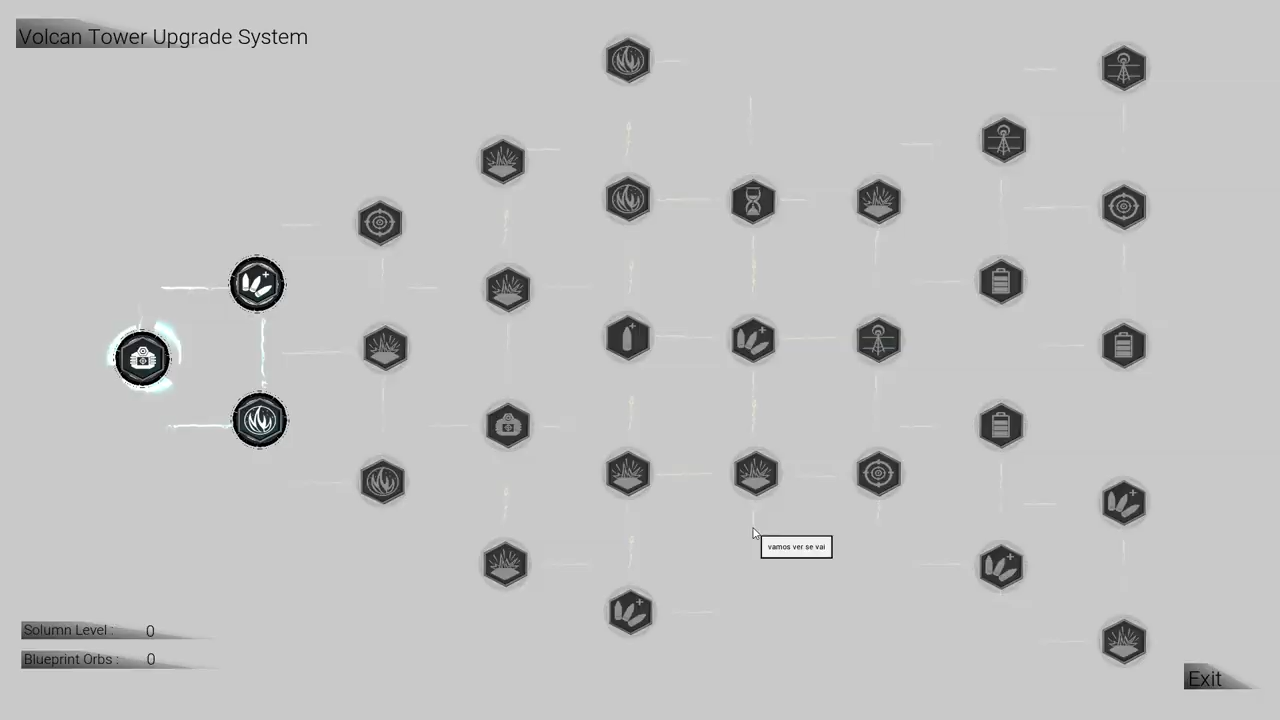 Volcan Tower Upgrade System
vamos ver se vai
Solumn Level : 0
Blueprint Orbs : 0
Exit